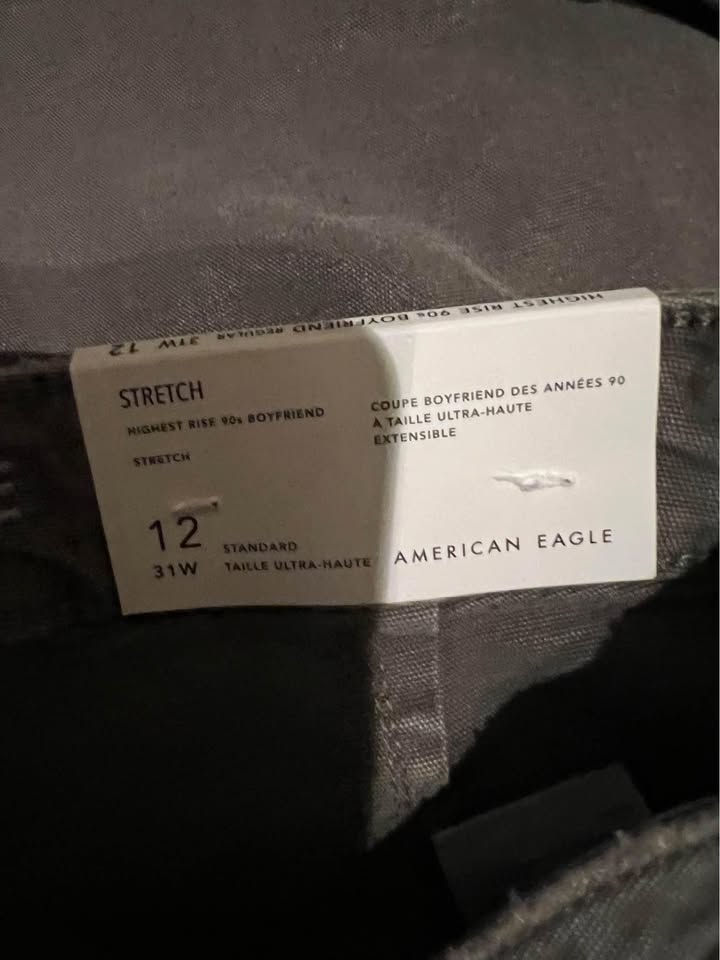 HIGHEST RISE 90s BOYFRIEND REGULAR 31W 12
STRETCH
HIGHEST RISE 90s BOYFRIEND
STRETCH
12 STANDARD
31W TAILLE ULTRA-HAUTE
COUPE BOYFRIEND DES ANNÉES 90
À TAILLE ULTRA-HAUTE
EXTENSIBLE
AMERICAN EAGLE